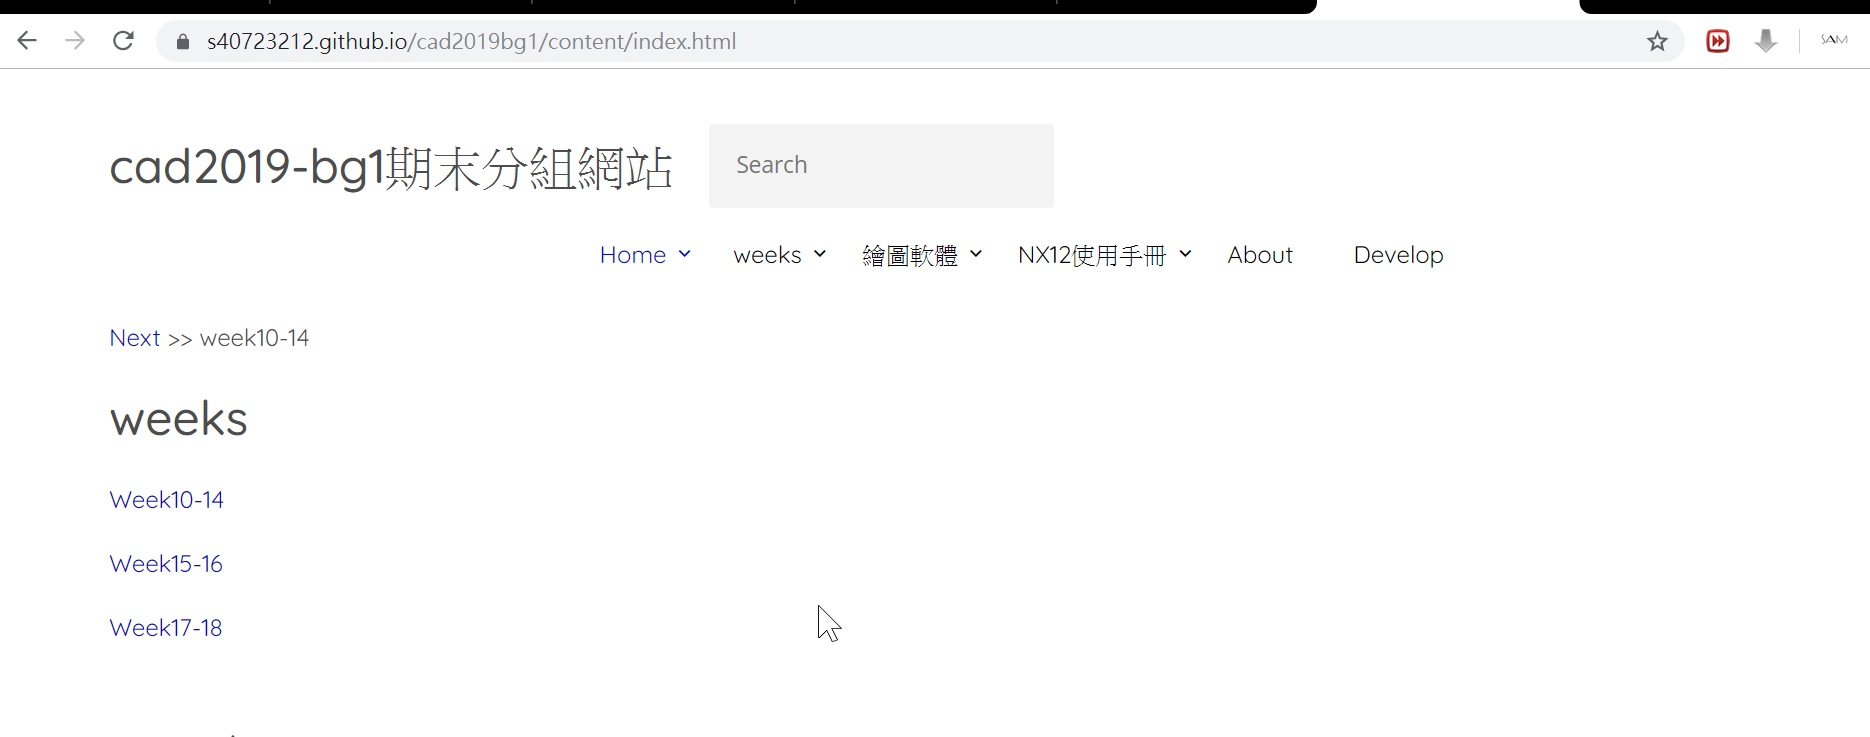 s40723212.github.io/cad2019bg1/content/index.html
SAM
cad2019-bg1期末分組網站
Search
Home weeks 繪圖軟體 NX12使用手冊 About Develop
Next >> week10-14
weeks
Week10-14
Week15-16
Week17-18